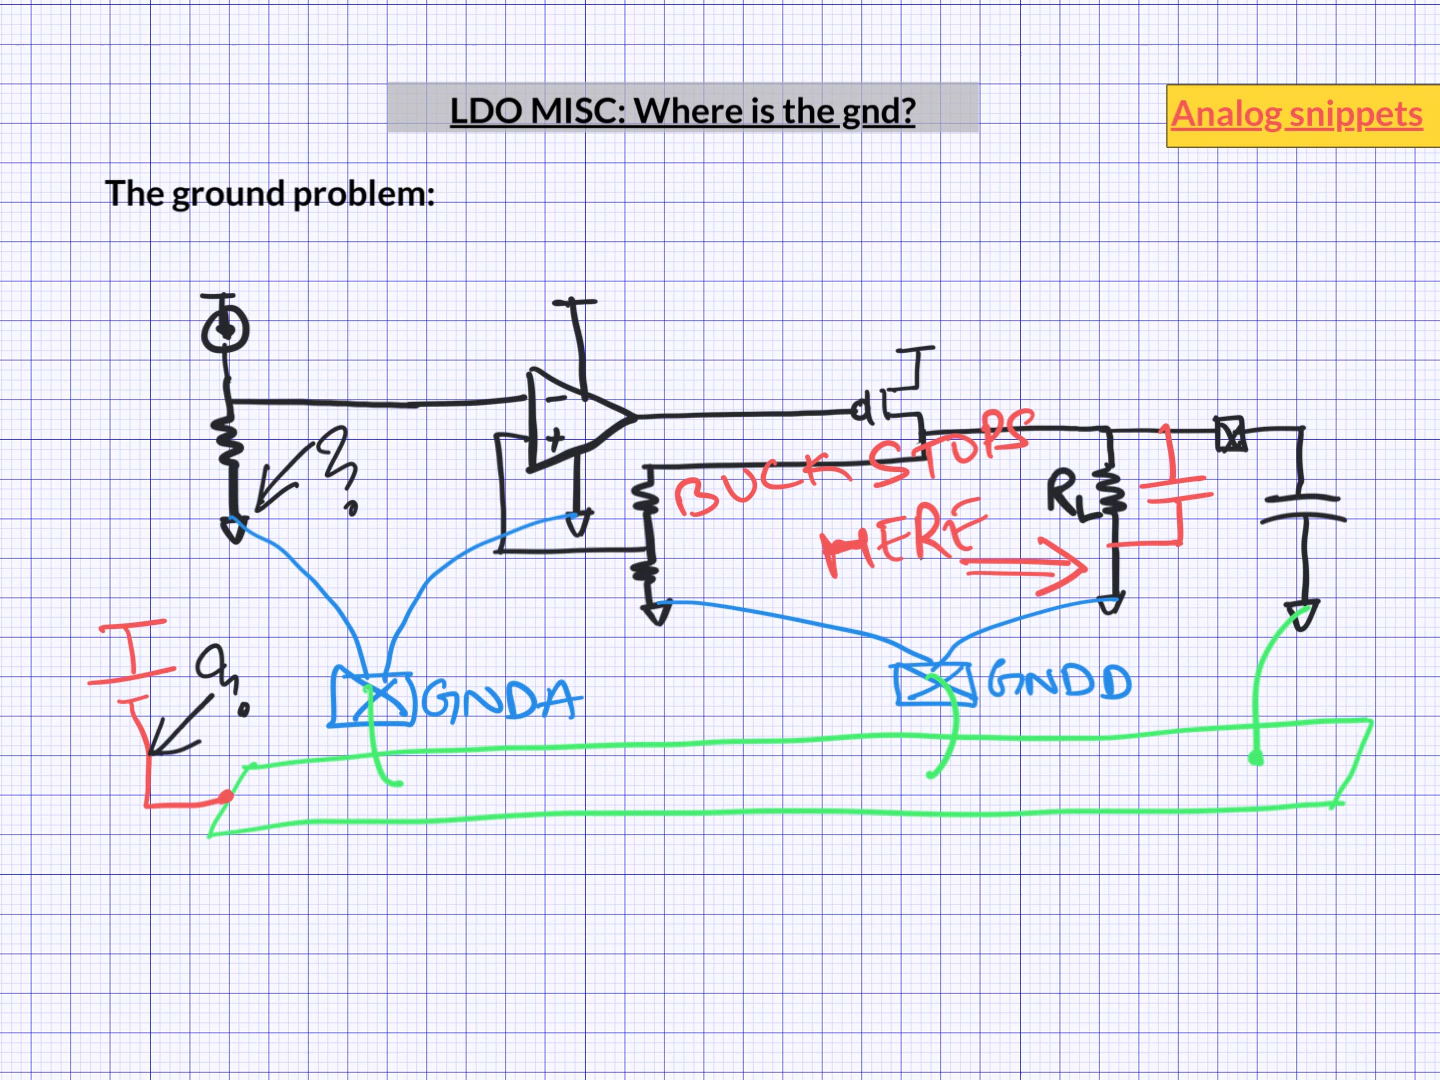 LDO MISC: Where is the gnd?
Analog snippets
The ground problem:
-
+
?
BUCK STOPS
HERE
RL
?
GNDA
GNDD